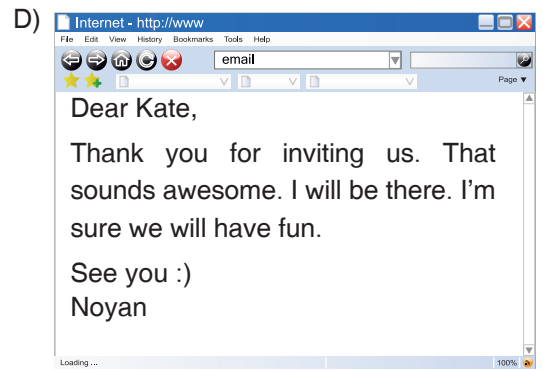 D)
Internet - http://www
File Edit View History Bookmarks Tools Help
email
Page ▼
Dear Kate,
Thank you for inviting us. That
sounds awesome. I will be there. I'm
sure we will have fun.
See you :)
Noyan
Loading ...
100%